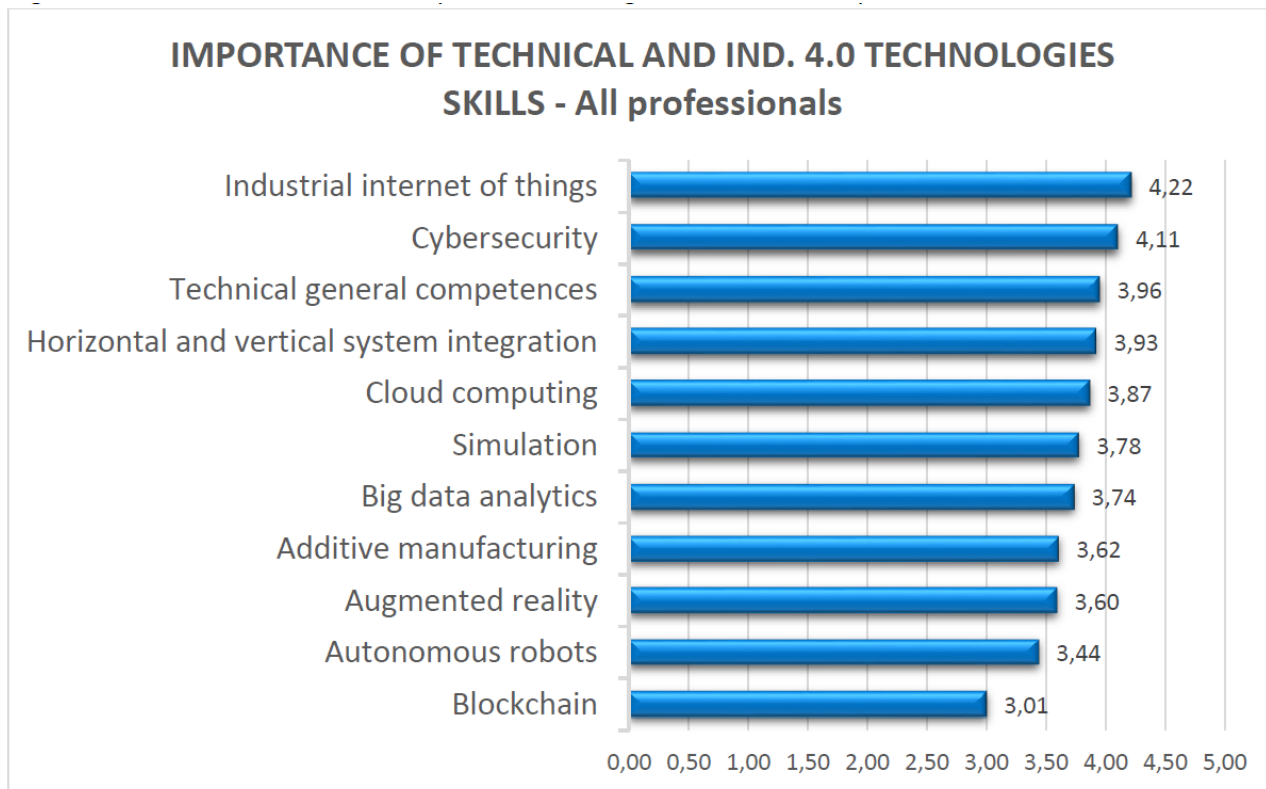 IMPORTANCE OF TECHNICAL AND IND. 4.0 TECHNOLOGIES
SKILLS - All professionals
Industrial internet of things 4,22
Cybersecurity 4,11
Technical general competences 3,96
Horizontal and vertical system integration 3,93
Cloud computing 3,87
Simulation 3,78
Big data analytics 3,74
Additive manufacturing 3,62
Augmented reality 3,60
Autonomous robots 3,44
Blockchain 3,01
0,00 0,50 1,00 1,50 2,00 2,50 3,00 3,50 4,00 4,50 5,00